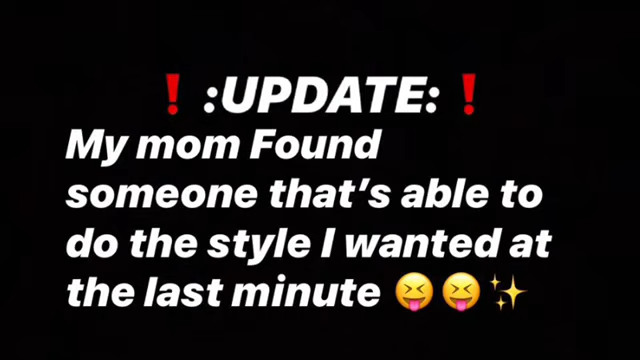 ❗:UPDATE:❗
My mom Found
someone that’s able to
do the style I wanted at
the last minute 😝😝✨